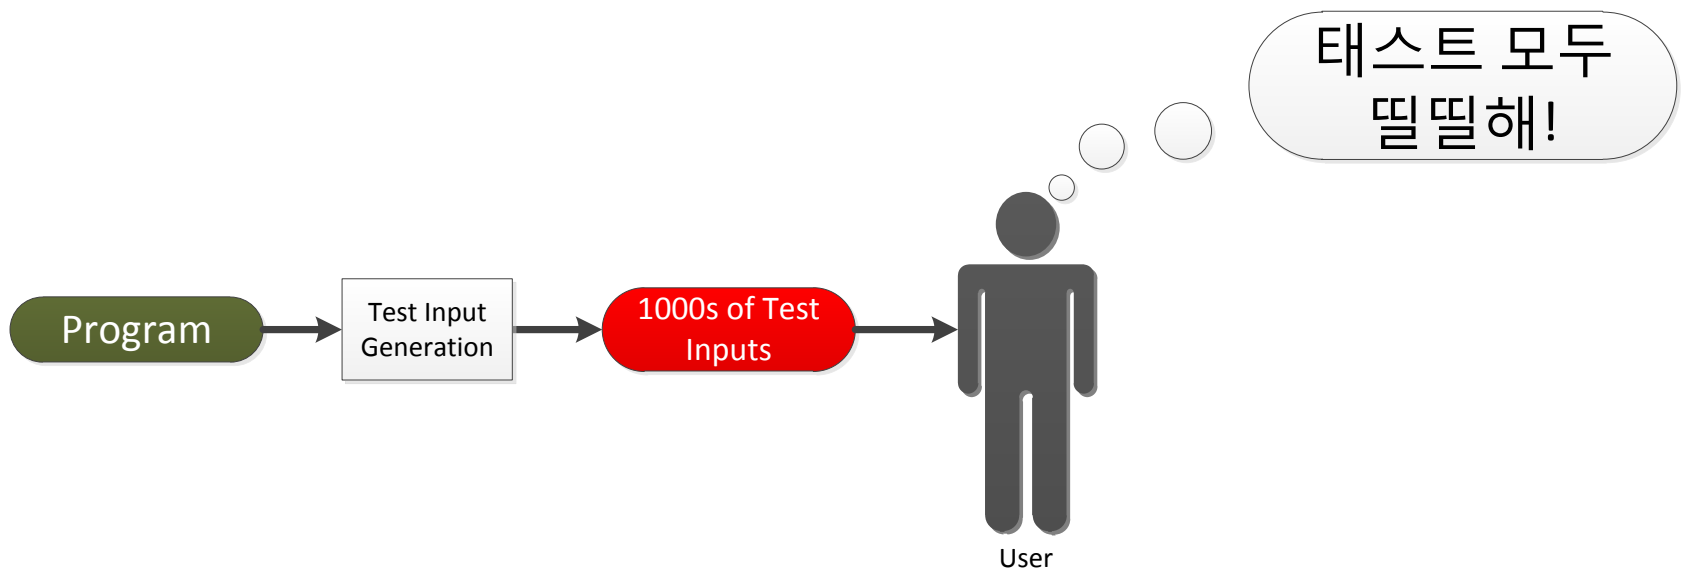 태스트 모두
띨띨해!
Program
Test Input
Generation
1000s of Test
Inputs
User